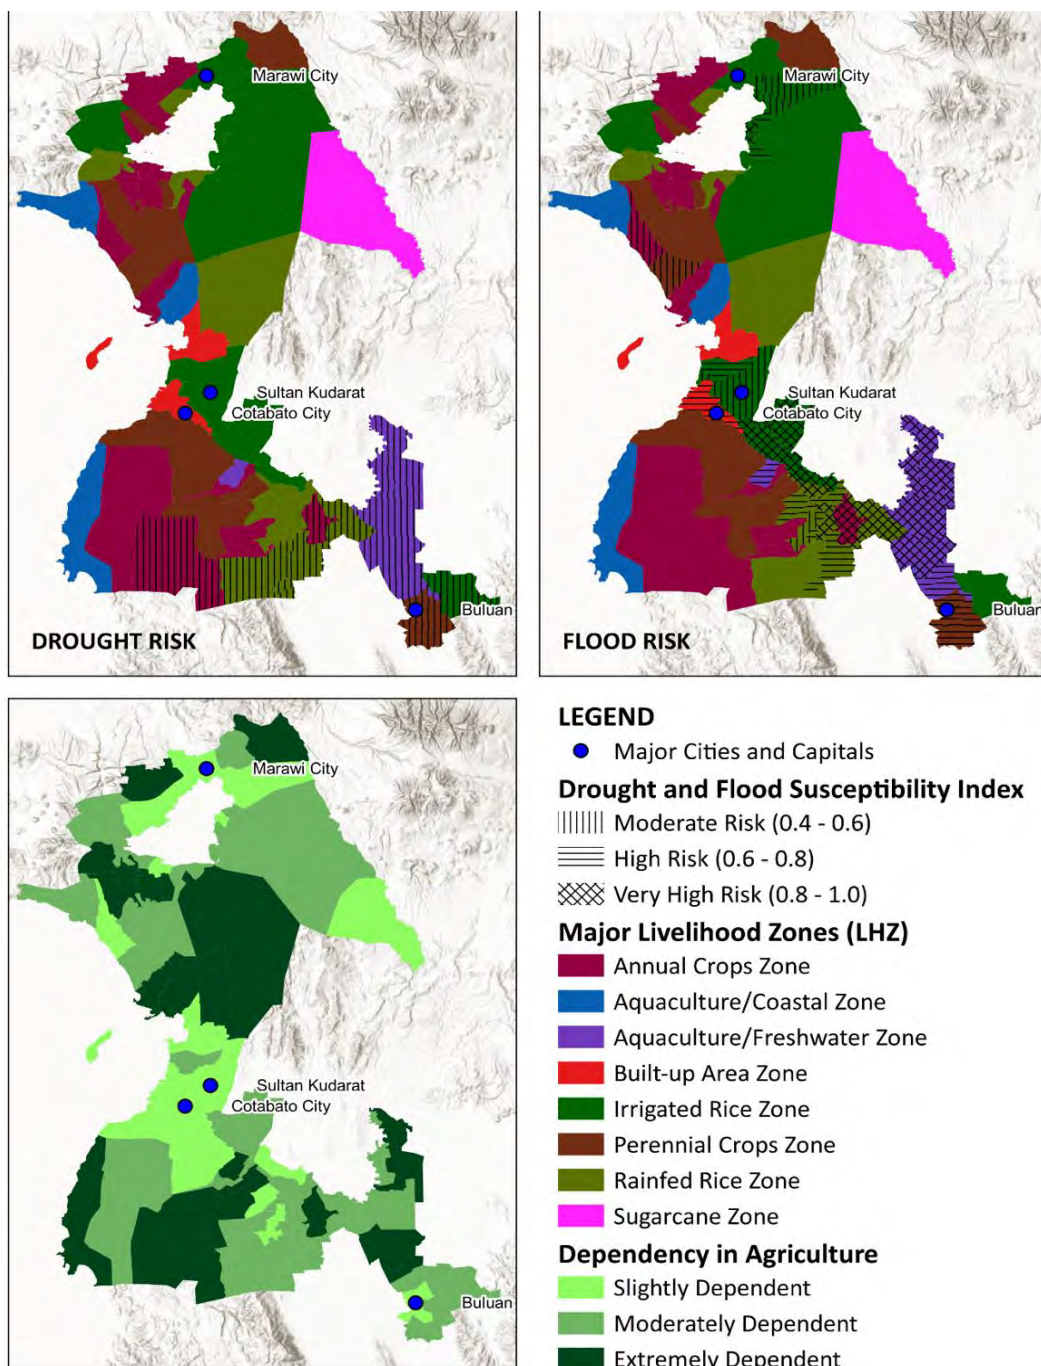 Marawi City
Sultan Kudarat
Cotabato City
Buluan
DROUGHT RISK
Marawi City
Sultan Kudarat
Cotabato City
Buluan
FLOOD RISK
Marawi City
Sultan Kudarat
Cotabato City
Buluan
LEGEND
Major Cities and Capitals
Drought and Flood Susceptibility Index
Moderate Risk (0.4 - 0.6)
High Risk (0.6 - 0.8)
Very High Risk (0.8 - 1.0)
Major Livelihood Zones (LHZ)
Annual Crops Zone
Aquaculture/Coastal Zone
Aquaculture/Freshwater Zone
Built-up Area Zone
Irrigated Rice Zone
Perennial Crops Zone
Rainfed Rice Zone
Sugarcane Zone
Dependency in Agriculture
Slightly Dependent
Moderately Dependent
Extremely Dependent